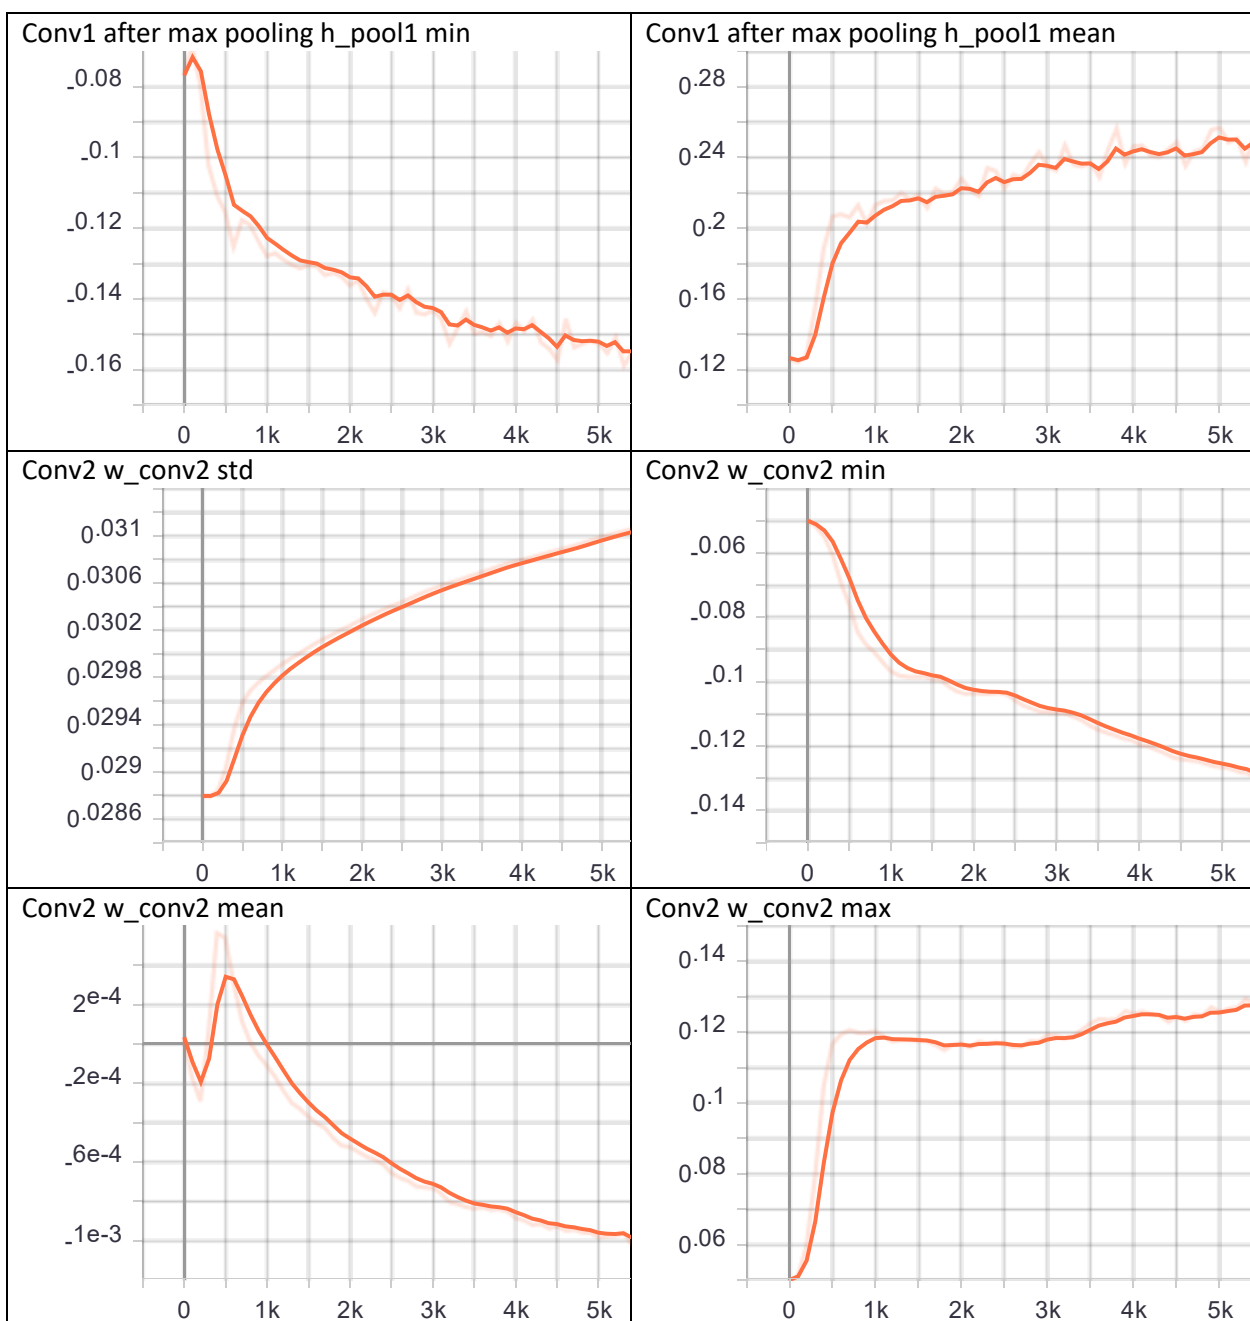 Conv1 after max pooling h_pool1 min
-0.08
-0.1
-0.12
-0.14
-0.16
0 1k 2k 3k 4k 5k
Conv1 after max pooling h_pool1 mean
0.28
0.24
0.2
0.16
0.12
0 1k 2k 3k 4k 5k
Conv2 w_conv2 std
0.031
0.0306
0.0302
0.0298
0.0294
0.029
0.0286
0 1k 2k 3k 4k 5k
Conv2 w_conv2 min
-0.06
-0.08
-0.1
-0.12
-0.14
0 1k 2k 3k 4k 5k
Conv2 w_conv2 mean
2e-4
-2e-4
-6e-4
-1e-3
0 1k 2k 3k 4k 5k
Conv2 w_conv2 max
0.14
0.12
0.1
0.08
0.06
0 1k 2k 3k 4k 5k